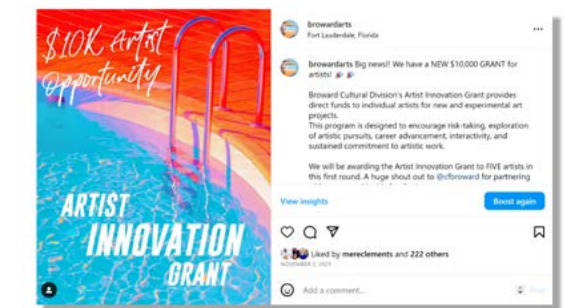 $10K Artist
Opportunity
ARTIST
INNOVATION
GRANT
browardarts
Fort Lauderdale, Florida
browardarts Big news!! We have a NEW $10,000 GRANT for
artists! 🎉 🎉
Broward Cultural Division's Artist Innovation Grant provides
direct funds to individual artists for new and experimental art
projects.
This program is designed to encourage risk-taking, exploration
of artistic pursuits, career advancement, interactivity, and
sustained commitment to artistic work.
We will be awarding the Artist Innovation Grant to FIVE artists in
this first round. A huge shout out to @cfbroward for partnering
View insights
Boost again
Liked by mereclements and 222 others
NOVEMBER 2, 2021
Add a comment...